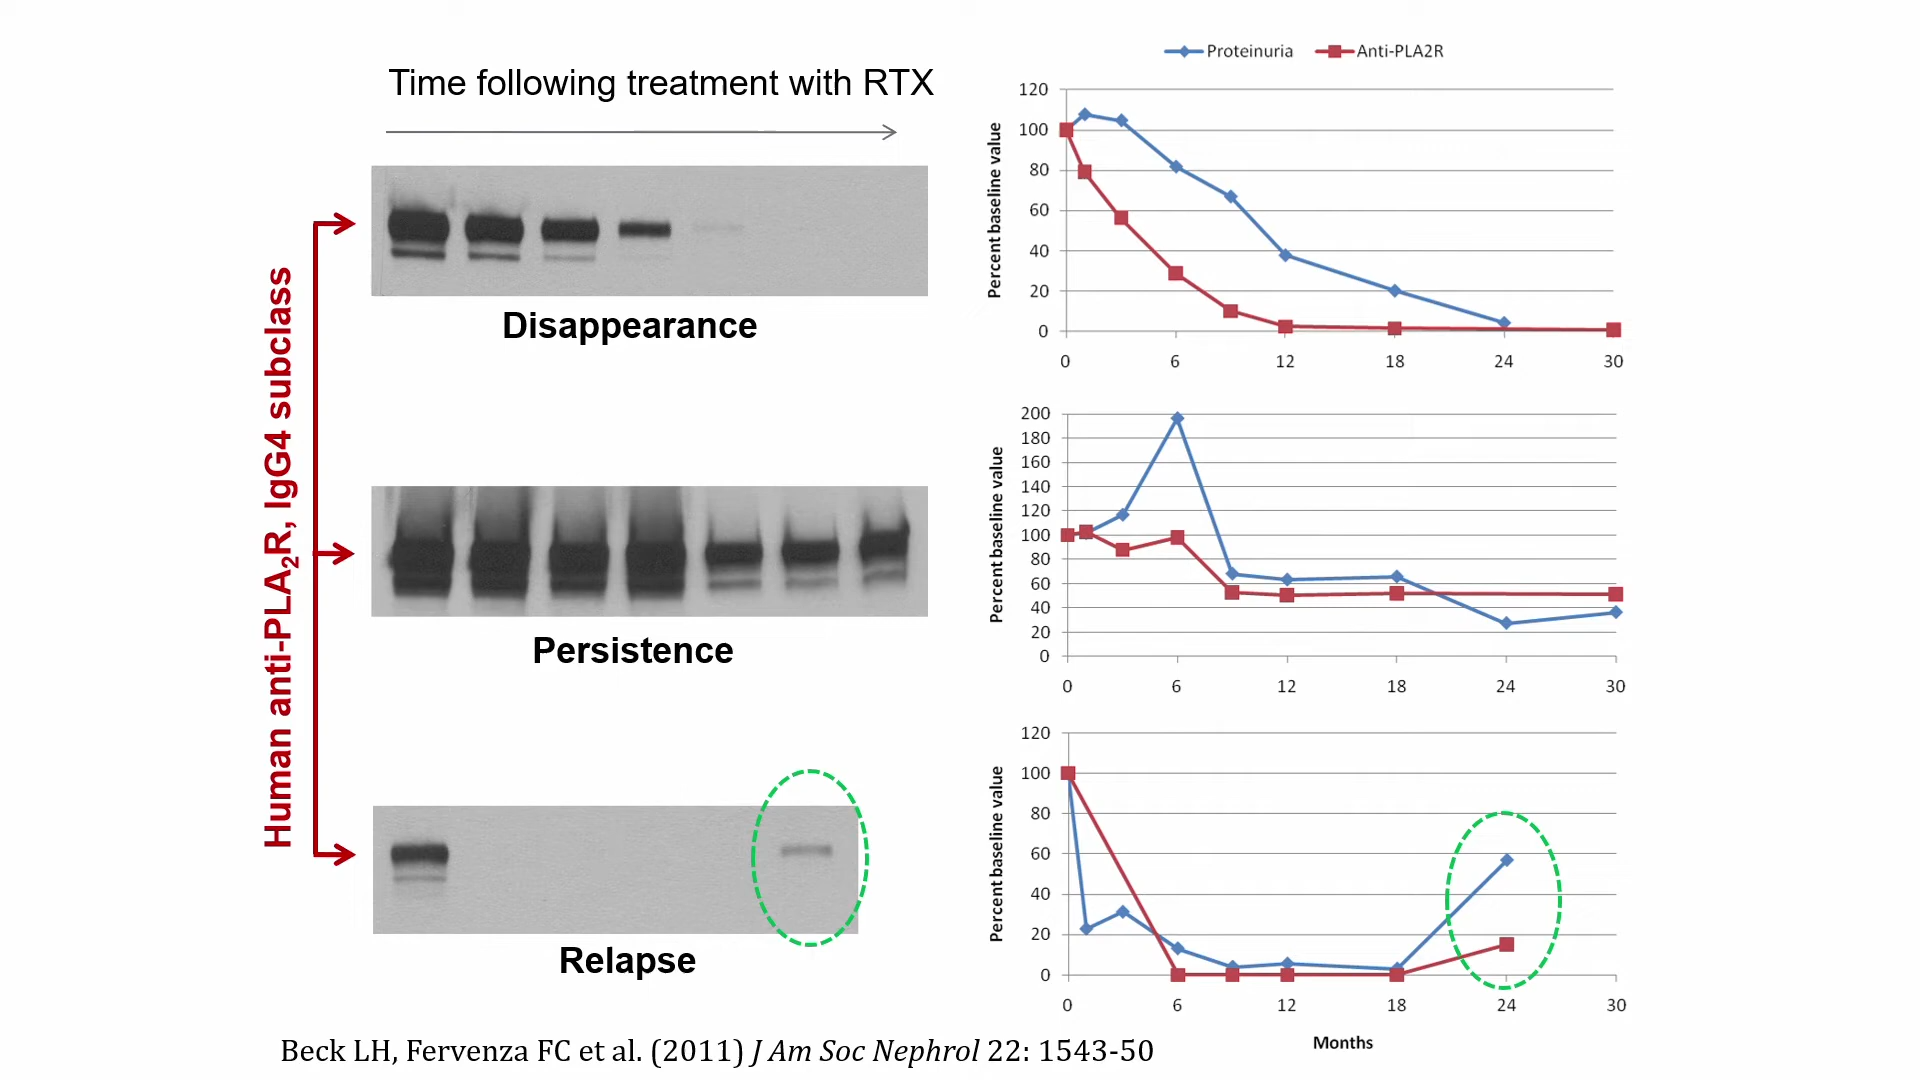 Time following treatment with RTX
Human anti-PLA2R, IgG4 subclass
Disappearance
Persistence
Relapse
Proteinuria Anti-PLA2R
Percent baseline value
120
100
80
60
40
20
0
0 6 12 18 24 30
Percent baseline value
200
180
160
140
120
100
80
60
40
20
0
0 6 12 18 24 30
Percent baseline value
120
100
80
60
40
20
0
0 6 12 18 24 30
Months
Beck LH, Fervenza FC et al. (2011) J Am Soc Nephrol 22: 1543-50